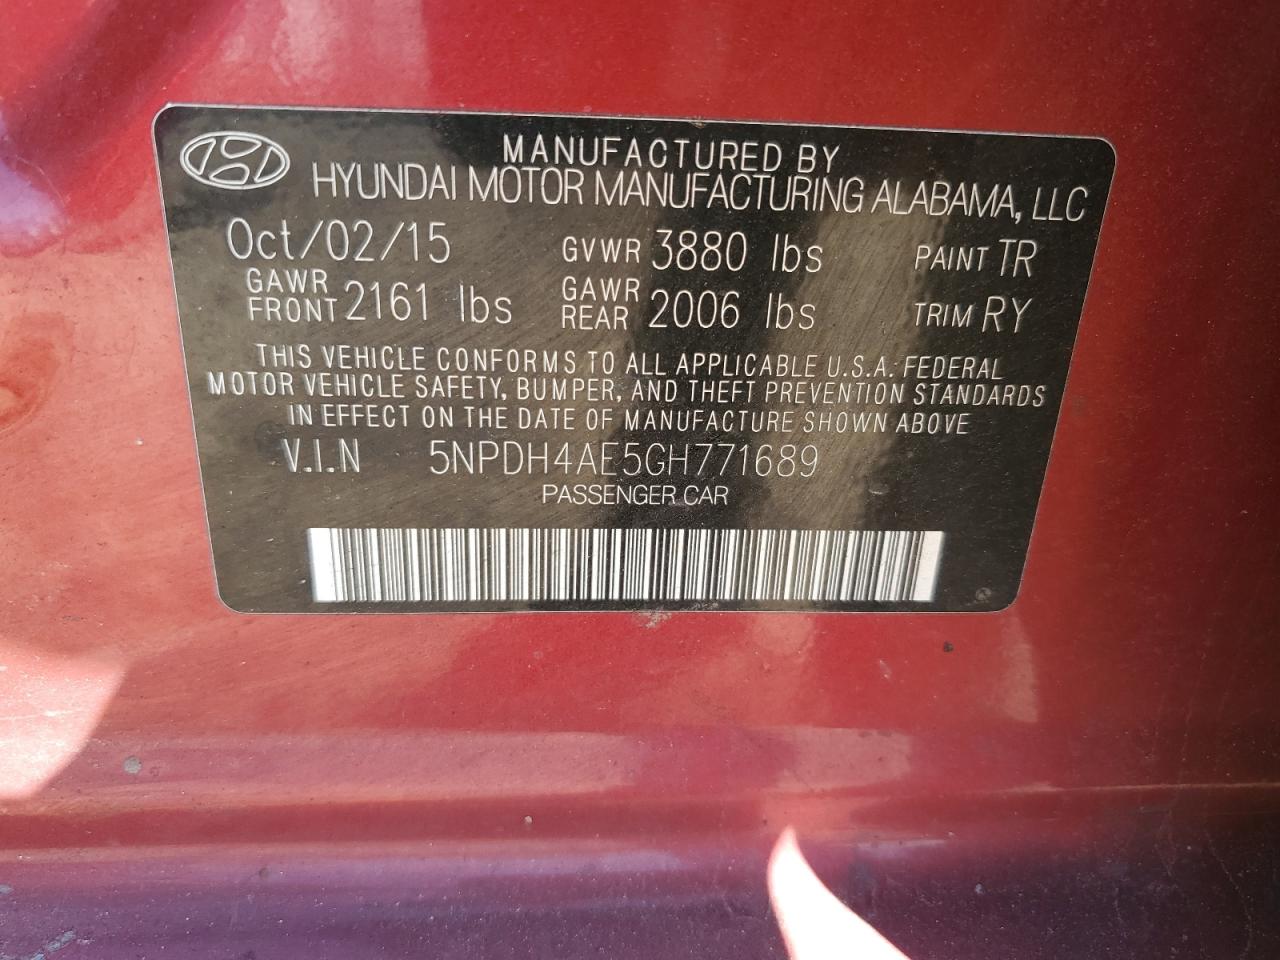 MANUFACTURED BY
HYUNDAI MOTOR MANUFACTURING ALABAMA, LLC
Oct/02/15 GVWR 3880 lbs PAINT TR
GAWR FRONT 2161 lbs GAWR REAR 2006 lbs TRIM RY
THIS VEHICLE CONFORMS TO ALL APPLICABLE U.S.A. FEDERAL
MOTOR VEHICLE SAFETY, BUMPER, AND THEFT PREVENTION STANDARDS
IN EFFECT ON THE DATE OF MANUFACTURE SHOWN ABOVE
V.I.N 5NPDH4AE5GH771689
PASSENGER CAR